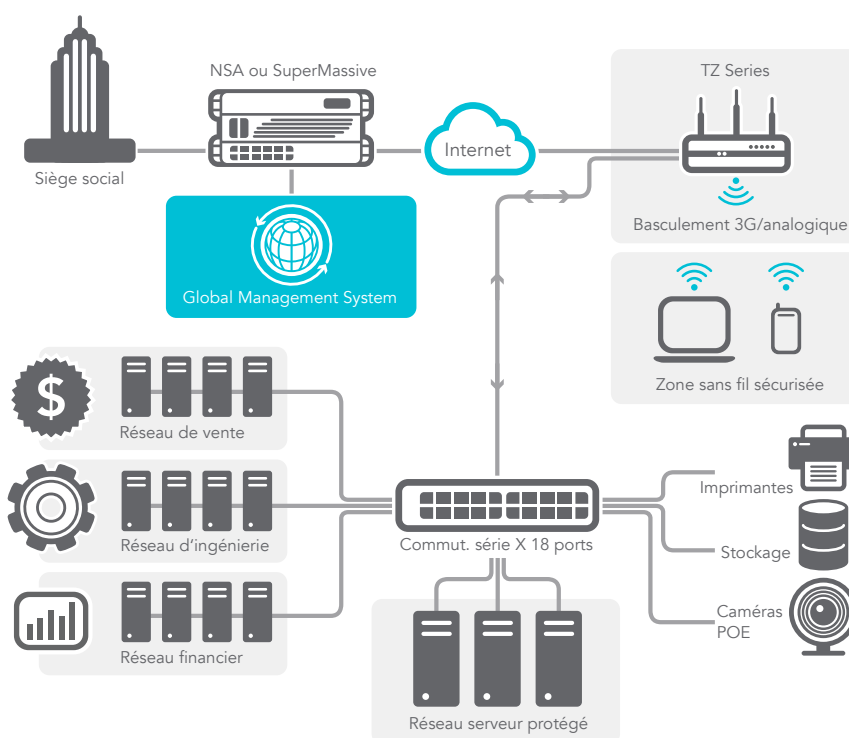 NSA ou SuperMassive
TZ Series
Internet
Siège social
Basculement 3G/analogique
Global Management System
Zone sans fil sécurisée
$
Réseau de vente
Imprimantes
Réseau d'ingénierie
Commut. série X 18 ports
Stockage
Caméras
POE
Réseau financier
Réseau serveur protégé